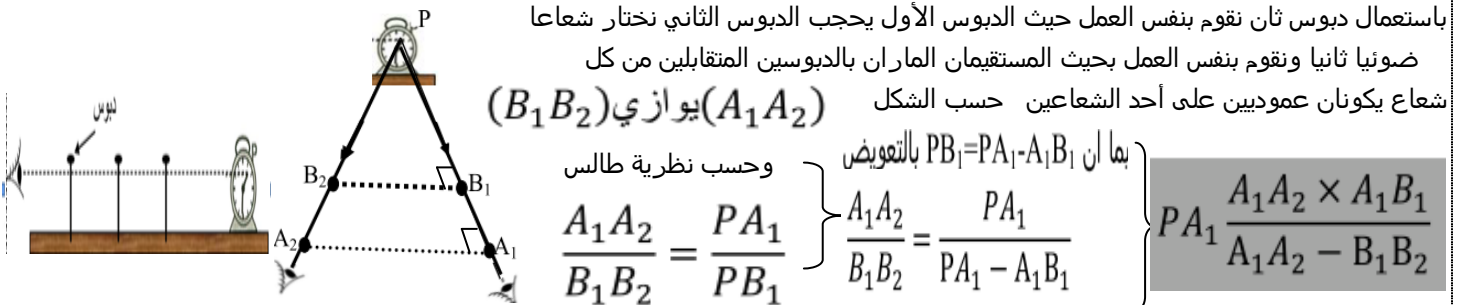 باستعمال دبوس ثان نقوم بنفس العمل حيث الدبوس الأول يحجب الدبوس الثاني نختار شعاعا
ضوئيا ثانيا ونقوم بنفس العمل بحيث المستقيمان الماران بالدبوسين المتقابلين من كل
شعاع يكونان عموديين على أحد الشعاعين حسب الشكل (A₁A₂)يوازي(B₁B₂)
وحسب نظرية طالس
A₁A₂/B₁B₂ = PA₁/PB₁
بما ان PB₁=PA₁-A₁B₁ بالتعويض
A₁A₂/B₁B₂ = PA₁/(PA₁ − A₁B₁)
PA₁ (A₁A₂ × A₁B₁)/(A₁A₂ − B₁B₂)
P
B₂
B₁
A₂
A₁
دبوس
P